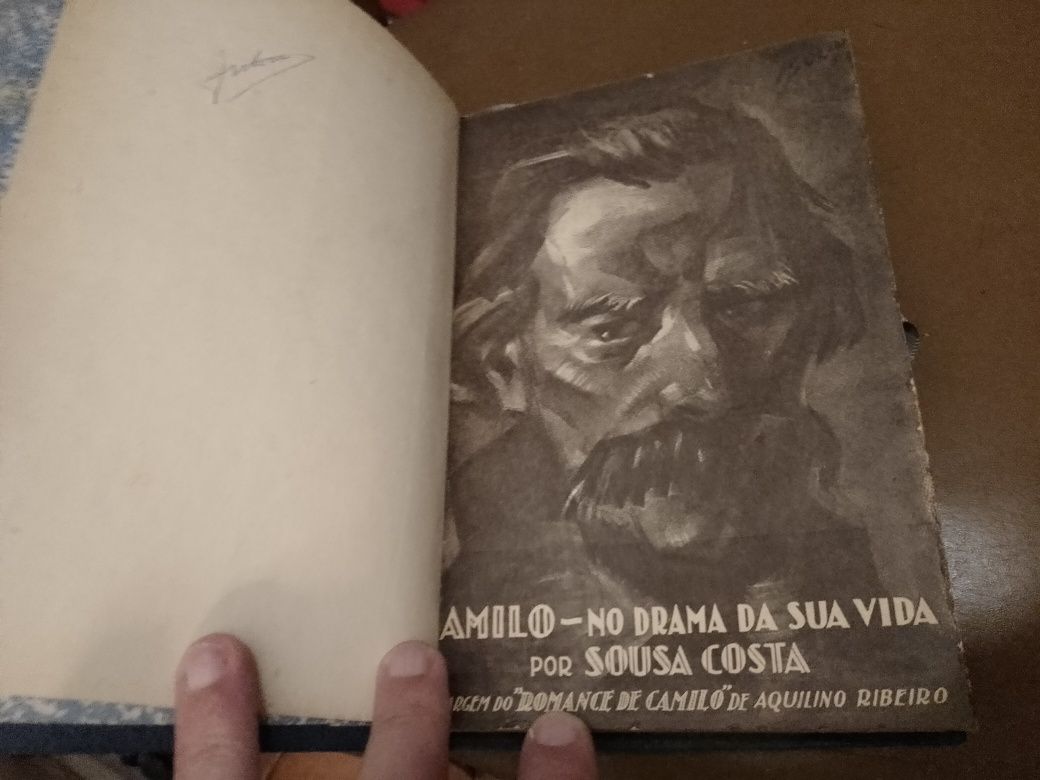 AMILO – NO DRAMA DA SUA VIDA
POR SOUSA COSTA
RGEM DO "ROMANCE DE CAMILO" DE AQUILINO RIBEIRO